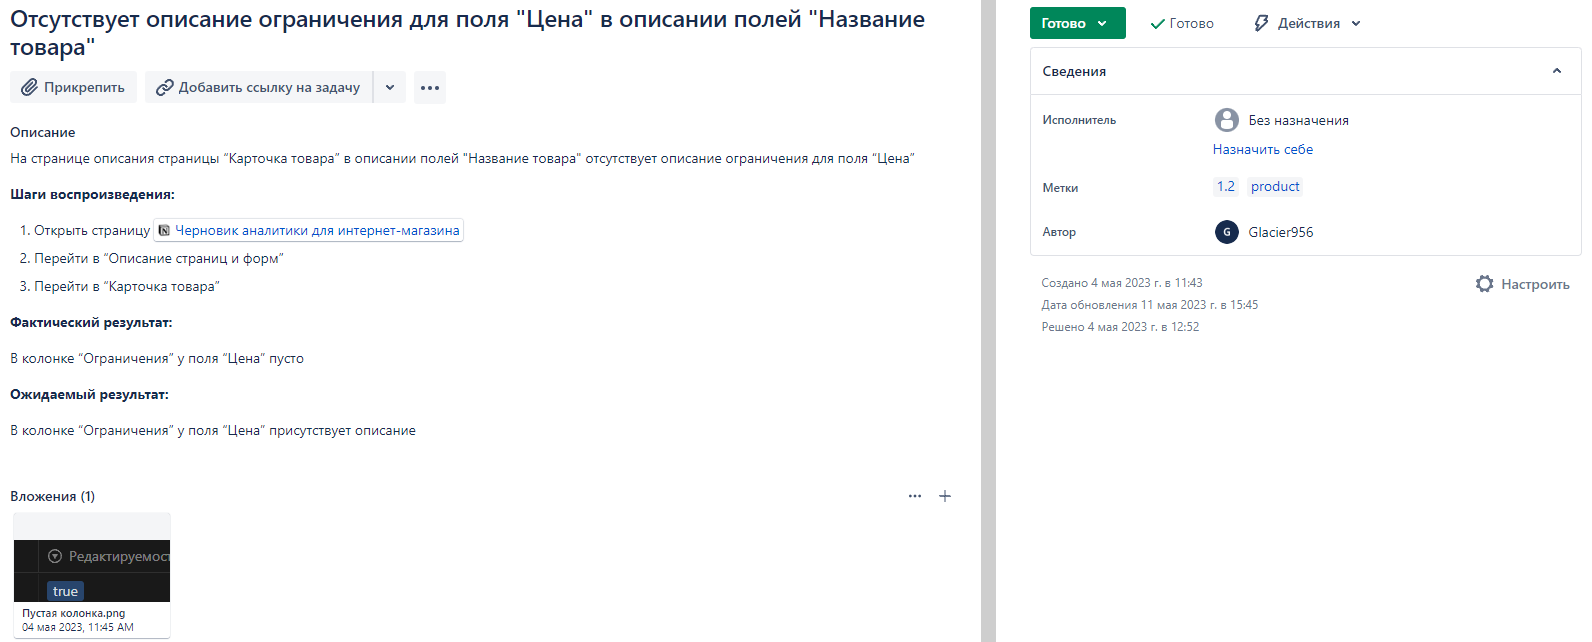 Отсутствует описание ограничения для поля "Цена" в описании полей "Название
товара"
Прикрепить
Добавить ссылку на задачу
Описание
На странице описания страницы “Карточка товара” в описании полей "Название товара" отсутствует описание ограничения для поля “Цена”
Шаги воспроизведения:
1. Открыть страницу Черновик аналитики для интернет-магазина
2. Перейти в “Описание страниц и форм”
3. Перейти в “Карточка товара”
Фактический результат:
В колонке “Ограничения” у поля “Цена” пусто
Ожидаемый результат:
В колонке “Ограничения” у поля “Цена” присутствует описание
Вложения (1)
Редактируемост
true
Пустая колонка.png
04 мая 2023, 11:45 AM
Готово
Готово
Действия
Сведения
Исполнитель
Без назначения
Назначить себе
Метки
1.2 product
Автор
G Glacier956
Создано 4 мая 2023 г. в 11:43
Настроить
Дата обновления 11 мая 2023 г. в 15:45
Решено 4 мая 2023 г. в 12:52